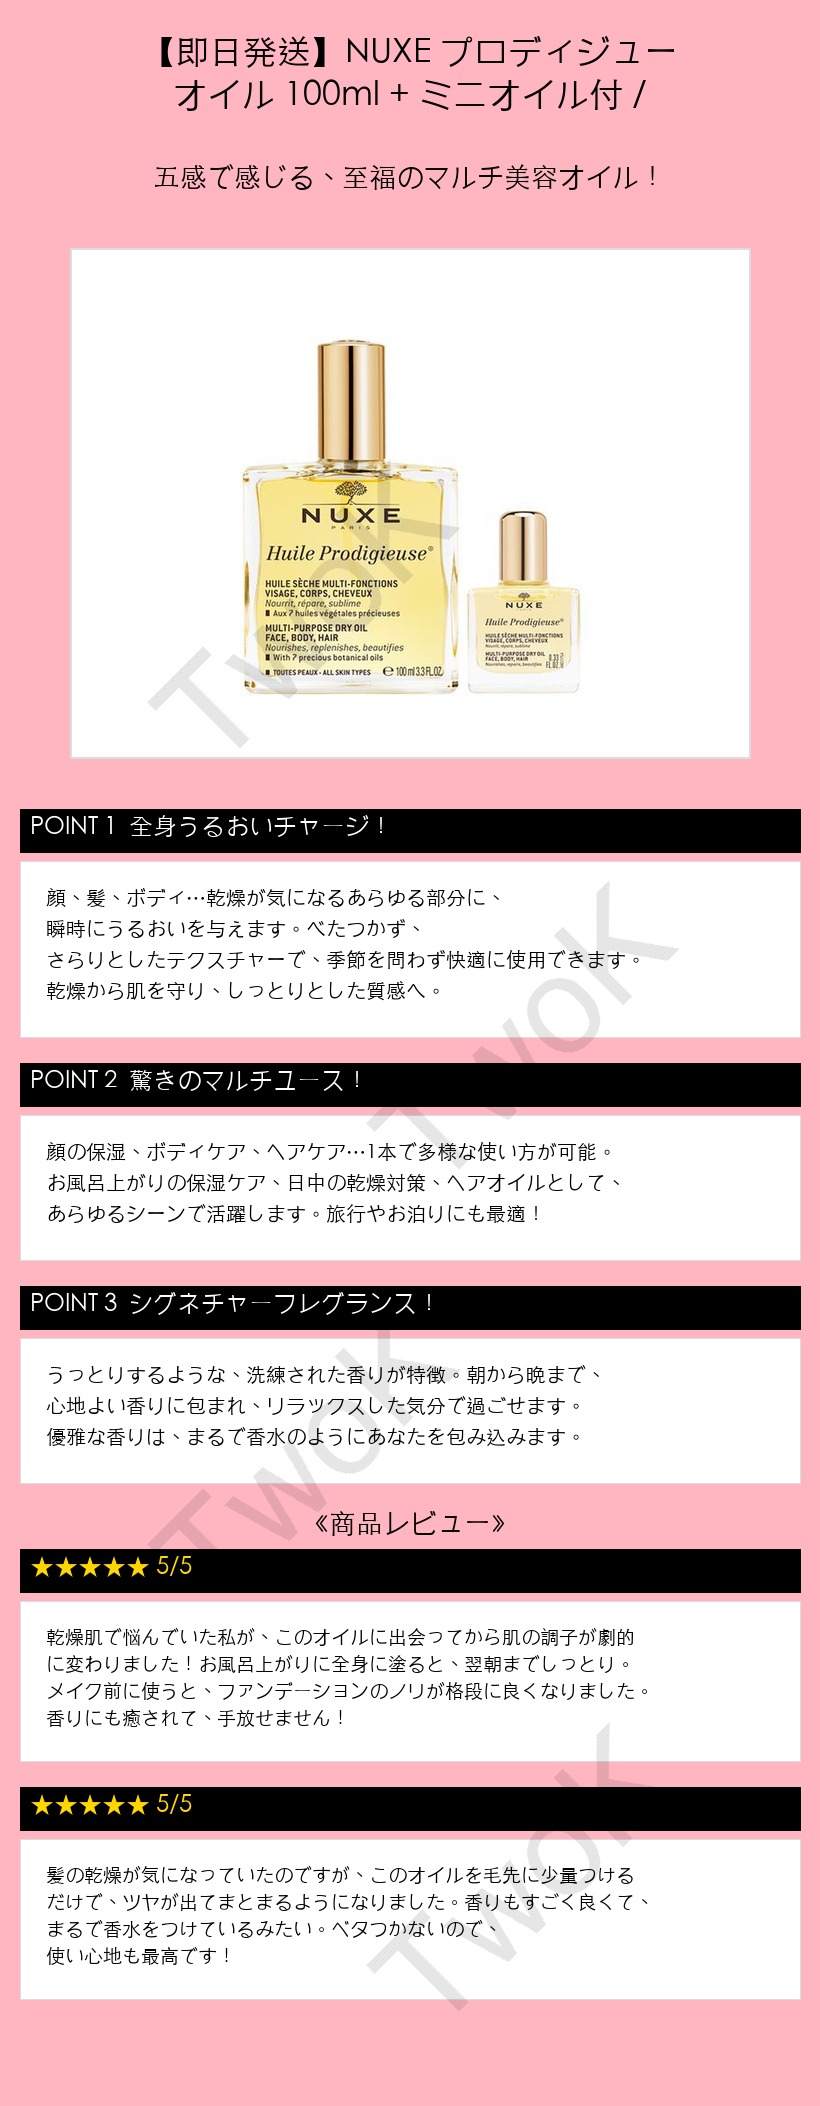 【即日発送】NUXE プロディジュー
オイル 100ml + ミニオイル付 /
五感で感じる、至福のマルチ美容オイル！
NUXE
PARIS
Huile Prodigieuse®
HUILE SÈCHE MULTI-FONCTIONS
VISAGE, CORPS, CHEVEUX
Nourrit, répare, sublime
Aux 7 huiles végétales précieuses
MULTI-PURPOSE DRY OIL
FACE, BODY, HAIR
Nourishes, replenishes, beautifies
With 7 precious botanical oils
TOUTES PEAUX - ALL SKIN TYPES ℮ 100 ml 3.3 FL.OZ.
NUXE
Huile Prodigieuse®
HUILE SÈCHE MULTI-FONCTIONS
VISAGE, CORPS, CHEVEUX
Nourrit, répare, sublime
MULTI-PURPOSE DRY OIL
FACE, BODY, HAIR
Nourishes, repairs, beautifies
0.33
FL.OZ.
TwoK
POINT 1 全身うるおいチャージ！
顔、髪、ボディ…乾燥が気になるあらゆる部分に、
瞬時にうるおいを与えます。べたつかず、
さらりとしたテクスチャーで、季節を問わず快適に使用できます。
乾燥から肌を守り、しっとりとした質感へ。
TwoK
POINT 2 驚きのマルチユース！
顔の保湿、ボディケア、ヘアケア…1本で多様な使い方が可能。
お風呂上がりの保湿ケア、日中の乾燥対策、ヘアオイルとして、
あらゆるシーンで活躍します。旅行やお泊りにも最適！
POINT 3 シグネチャーフレグランス！
うっとりするような、洗練された香りが特徴。朝から晩まで、
心地よい香りに包まれ、リラックスした気分で過ごせます。
優雅な香りは、まるで香水のようにあなたを包み込みます。
TwoK
《商品レビュー》
★★★★★ 5/5
乾燥肌で悩んでいた私が、このオイルに出会ってから肌の調子が劇的
に変わりました！お風呂上がりに全身に塗ると、翌朝までしっとり。
メイク前に使うと、ファンデーションのノリが格段に良くなりました。
香りにも癒されて、手放せません！
★★★★★ 5/5
髪の乾燥が気になっていたのですが、このオイルを毛先に少量つける
だけで、ツヤが出てまとまるようになりました。香りもすごく良くて、
まるで香水をつけているみたい。ベタつかないので、
使い心地も最高です！
TwoK